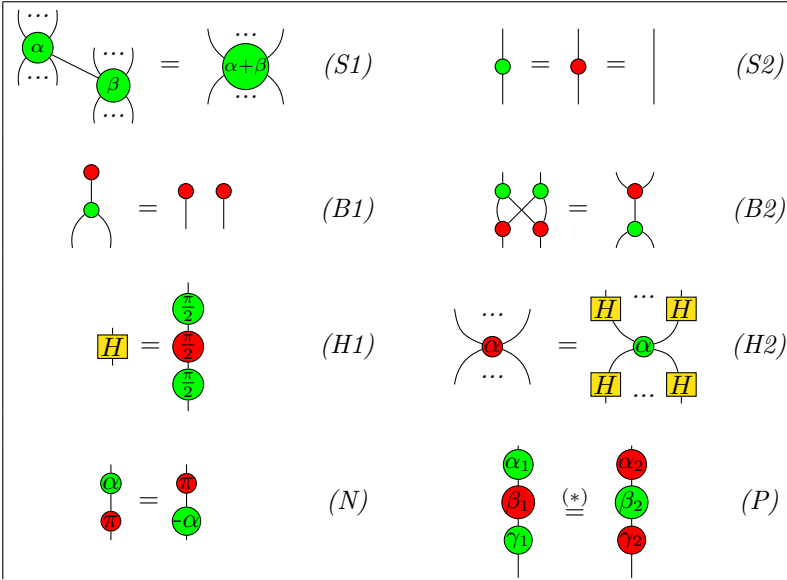 ... ...
α β = α+β (S1)
... ... ...
= = (S2)
= (B1)
= (B2)
H = π/2 π/2 π/2 (H1)
... α ... = H ... H α H ... H (H2)
α π = π -α (N)
α₁ β₁ γ₁ (*) = α₂ β₂ γ₂ (P)